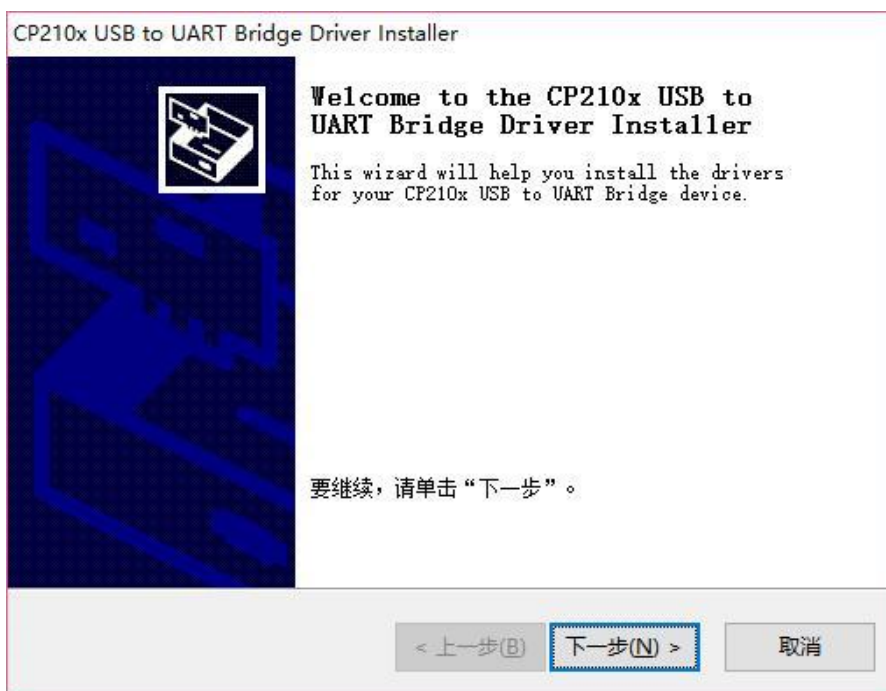 CP210x USB to UART Bridge Driver Installer
Welcome to the CP210x USB to
UART Bridge Driver Installer
This wizard will help you install the drivers
for your CP210x USB to UART Bridge device.
要继续，请单击“下一步”。
< 上一步(B)
下一步(N) >
取消